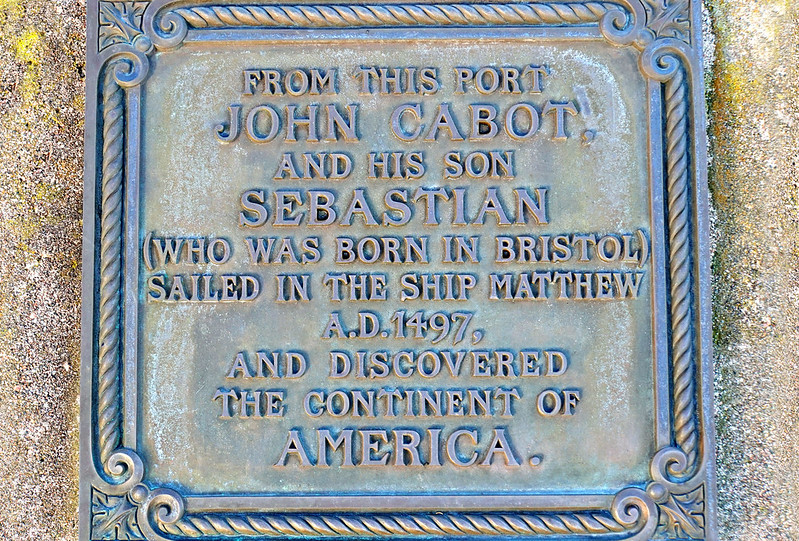 FROM THIS PORT
JOHN CABOT,
AND HIS SON
SEBASTIAN
(WHO WAS BORN IN BRISTOL)
SAILED IN THE SHIP MATTHEW
A.D.1497,
AND DISCOVERED
THE CONTINENT OF
AMERICA.